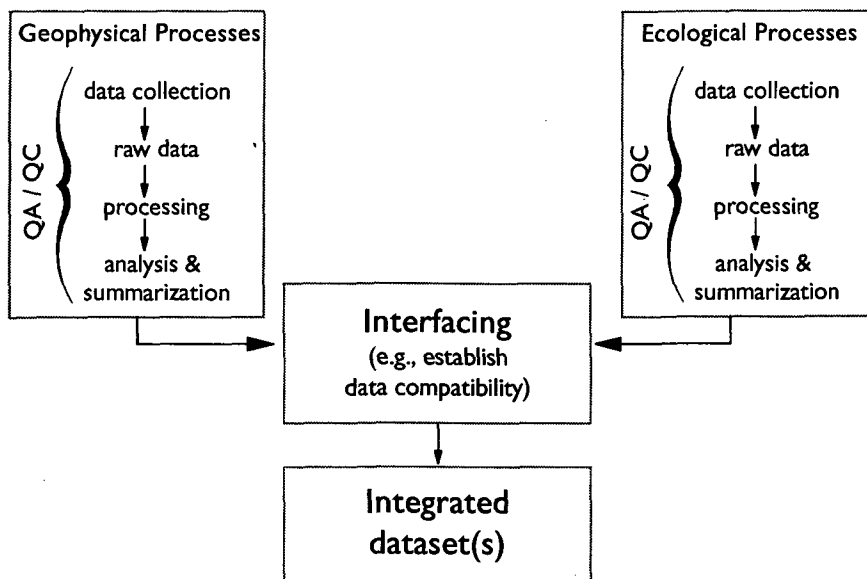 Geophysical Processes
QA / QC
data collection
raw data
processing
analysis &
summarization
Ecological Processes
QA / QC
data collection
raw data
processing
analysis &
summarization
Interfacing
(e.g., establish
data compatibility)
Integrated
dataset(s)